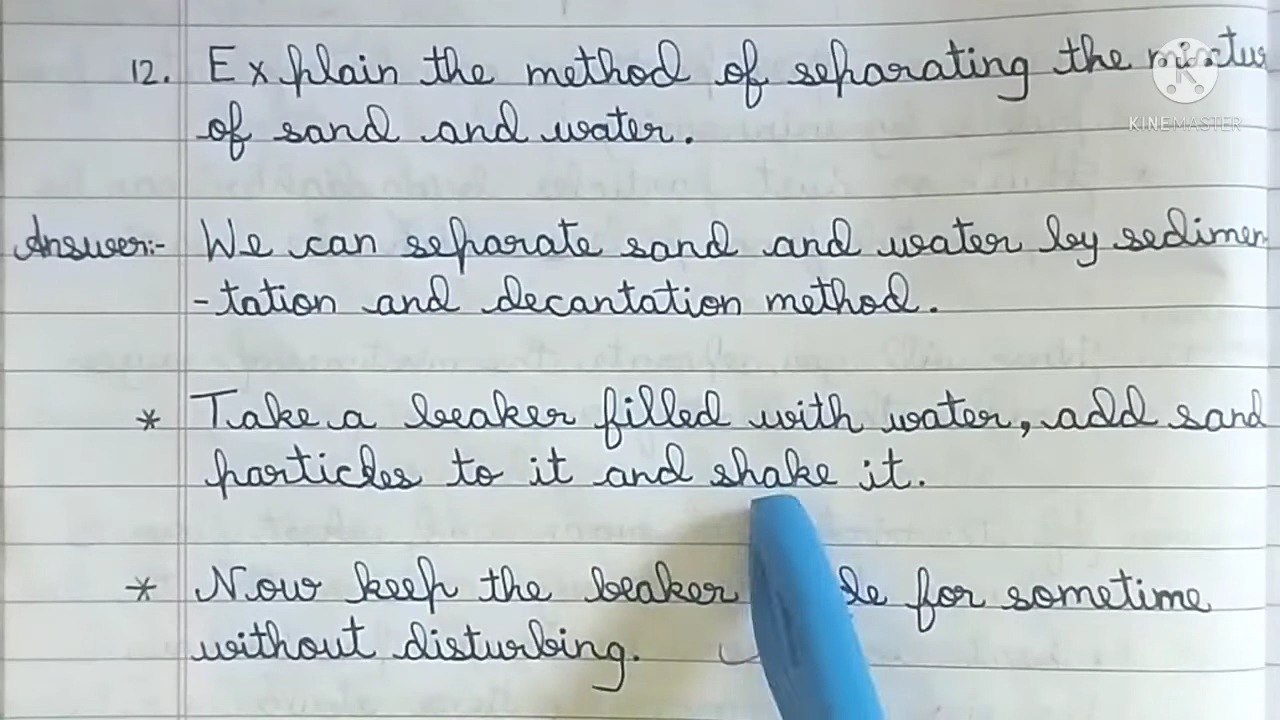 12. Explain the method of separating the mixtur
of sand and water.
Answer:- We can separate sand and water by sedimen
-tation and decantation method.
* Take a beaker filled with water, add sand
particles to it and shake it.
* Now keep the beaker for sometime
without disturbing.
K
KINEMASTER